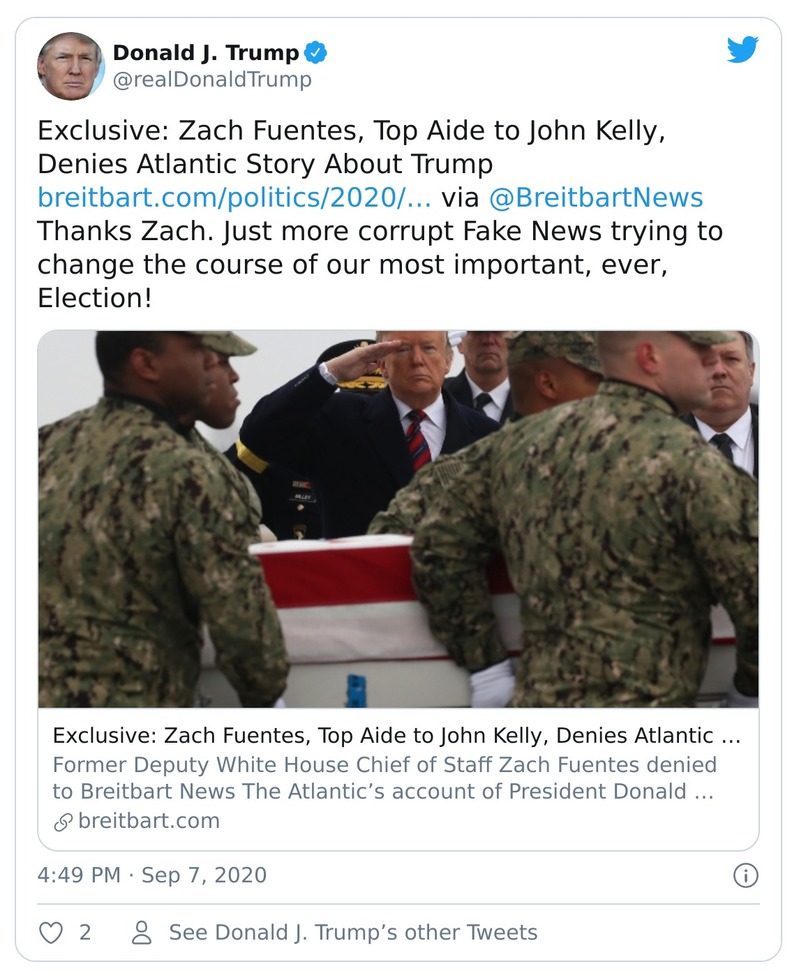 Donald J. Trump
@realDonaldTrump
Exclusive: Zach Fuentes, Top Aide to John Kelly,
Denies Atlantic Story About Trump
breitbart.com/politics/2020/… via @BreitbartNews
Thanks Zach. Just more corrupt Fake News trying to
change the course of our most important, ever,
Election!
MILLEY
Exclusive: Zach Fuentes, Top Aide to John Kelly, Denies Atlantic …
Former Deputy White House Chief of Staff Zach Fuentes denied
to Breitbart News The Atlantic’s account of President Donald …
breitbart.com
4:49 PM · Sep 7, 2020
2
See Donald J. Trump’s other Tweets